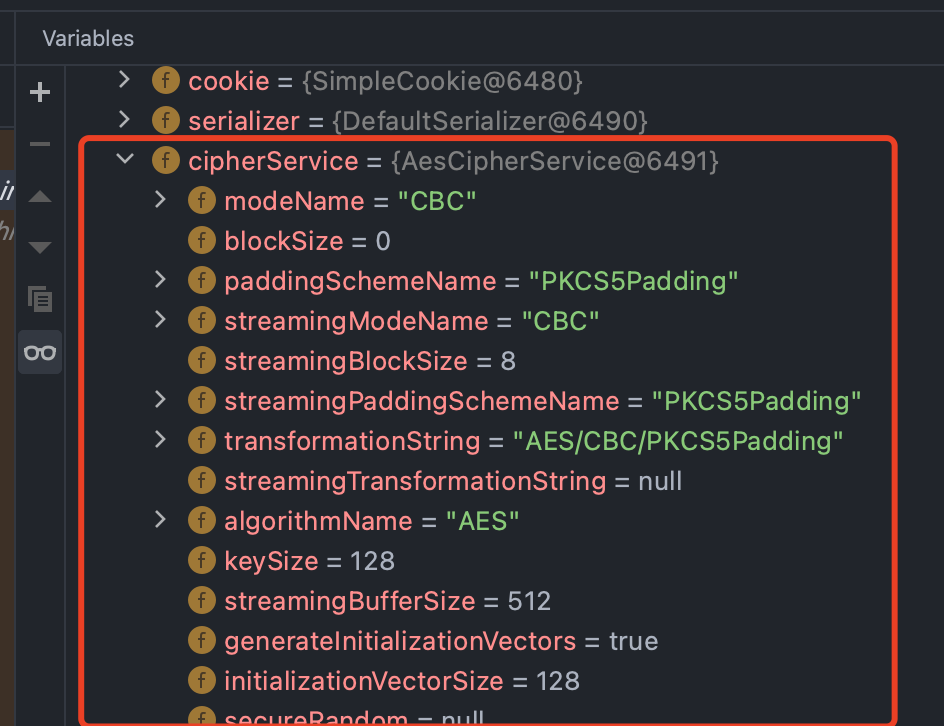 Variables
cookie = {SimpleCookie@6480}
serializer = {DefaultSerializer@6490}
cipherService = {AesCipherService@6491}
modeName = "CBC"
blockSize = 0
paddingSchemeName = "PKCS5Padding"
streamingModeName = "CBC"
streamingBlockSize = 8
streamingPaddingSchemeName = "PKCS5Padding"
transformationString = "AES/CBC/PKCS5Padding"
streamingTransformationString = null
algorithmName = "AES"
keySize = 128
streamingBufferSize = 512
generateInitializationVectors = true
initializationVectorSize = 128
secureRandom = null